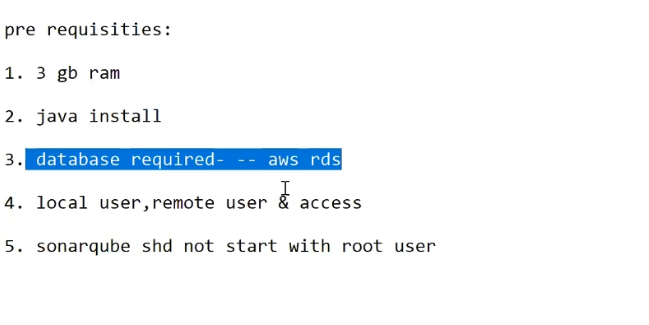 pre requisities:
1. 3 gb ram
2. java install
3. database required- -- aws rds
4. local user,remote user & access
5. sonarqube shd not start with root user